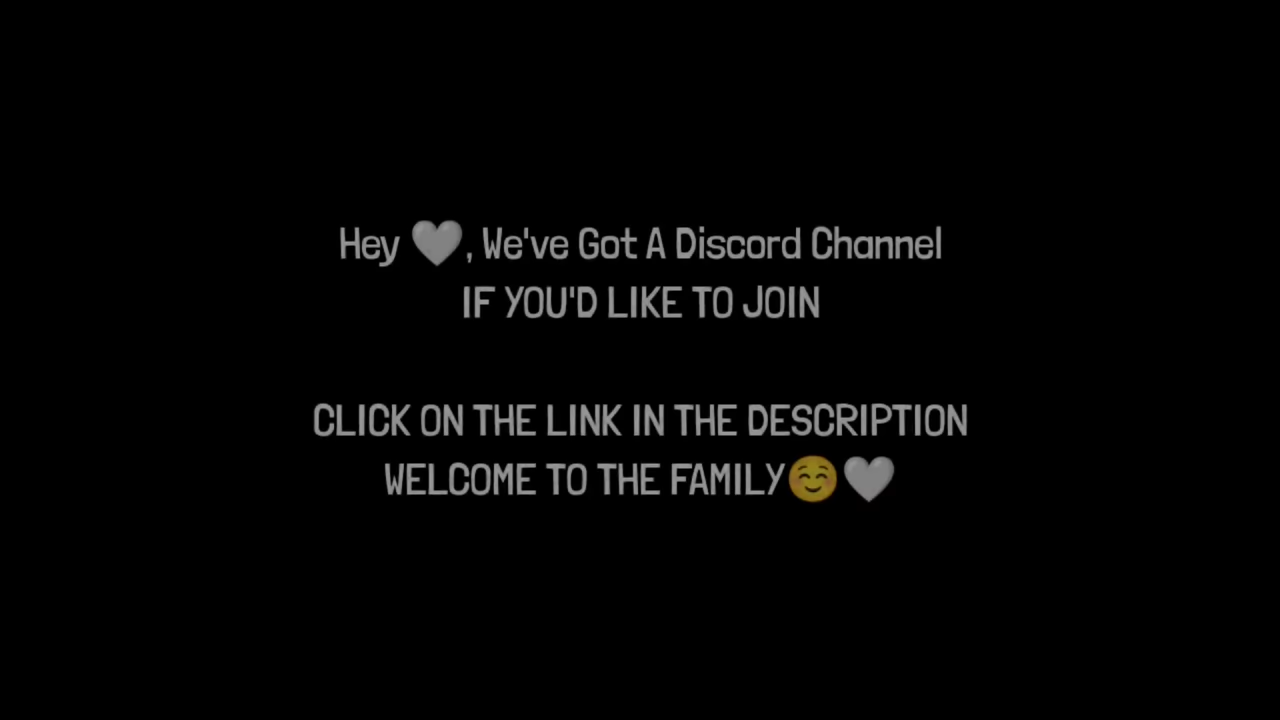 Hey 🤍, We've Got A Discord Channel
IF YOU'D LIKE TO JOIN
CLICK ON THE LINK IN THE DESCRIPTION
WELCOME TO THE FAMILY☺️🤍